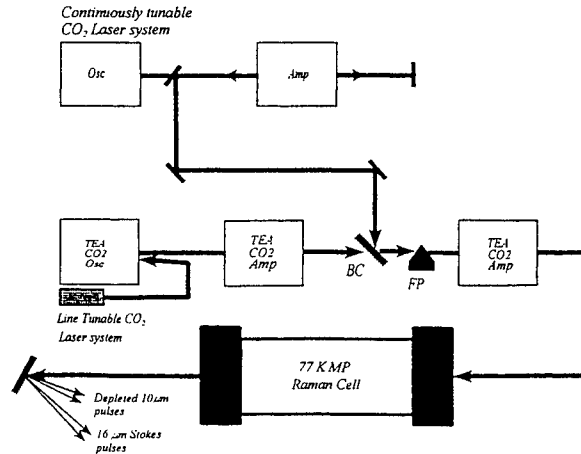 Continuously tunable
CO2 Laser system
Osc
Amp
TEA
CO2
Osc
TEA
CO2
Amp
BC
FP
TEA
CO2
Amp
Line Tunable CO2
Laser system
77 K MP
Raman Cell
Depleted 10μm
pulses
16 μm Stokes
pulses